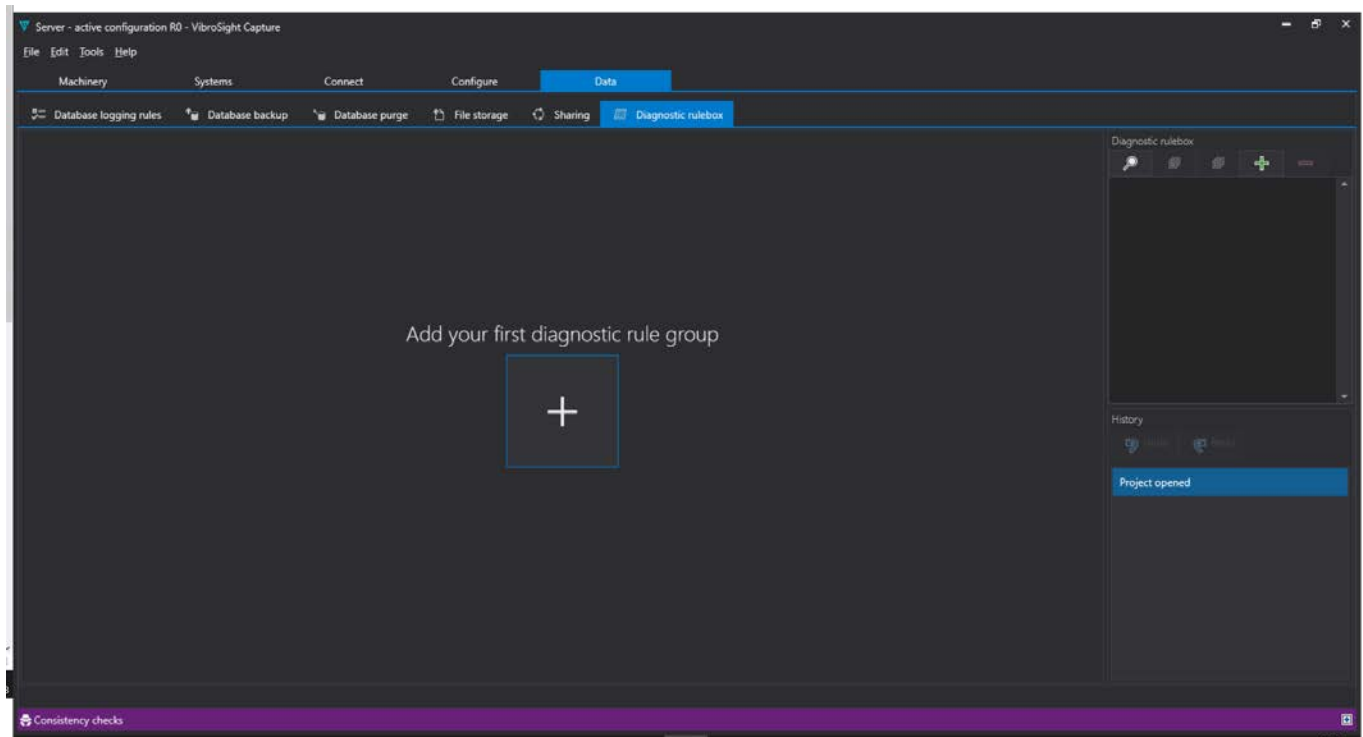 Server - active configuration R0 - VibroSight Capture
File Edit Tools Help
Machinery Systems Connect Configure Data
Database logging rules Database backup Database purge File storage Sharing Diagnostic rulebox
Diagnostic rulebox
Add your first diagnostic rule group
History
Project opened
Consistency checks